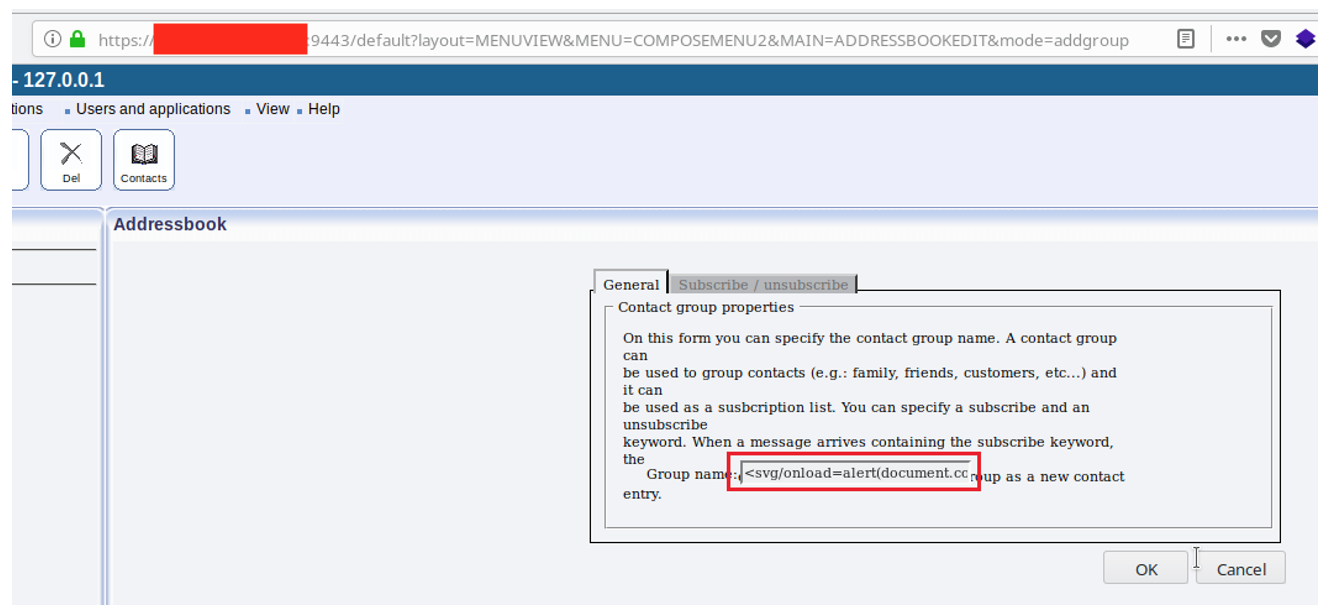 https:// :9443/default?layout=MENUVIEW&MENU=COMPOSEMENU2&MAIN=ADDRESSBOOKEDIT&mode=addgroup
- 127.0.0.1
tions Users and applications View Help
Del Contacts
Addressbook
General Subscribe / unsubscribe
Contact group properties
On this form you can specify the contact group name. A contact group
can
be used to group contacts (e.g.: family, friends, customers, etc...) and
it can
be used as a susbcription list. You can specify a subscribe and an
unsubscribe
keyword. When a message arrives containing the subscribe keyword,
the
Group name: <svg/onload=alert(document.co roup as a new contact
entry.
OK Cancel